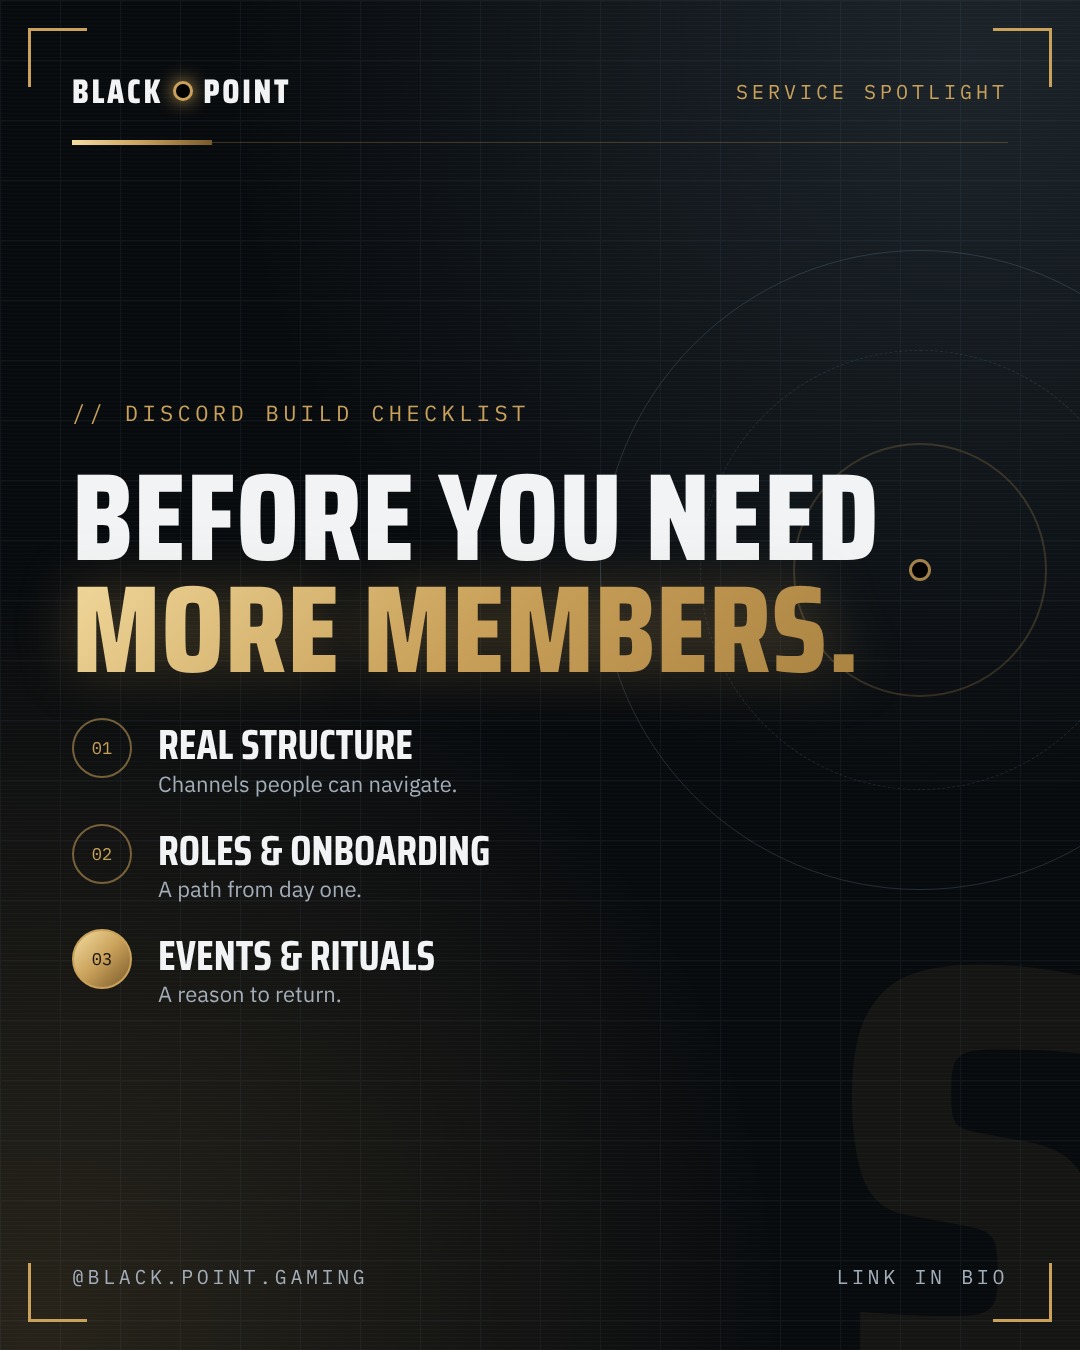 BLACK POINT
SERVICE SPOTLIGHT
// DISCORD BUILD CHECKLIST
BEFORE YOU NEED
MORE MEMBERS.
01
REAL STRUCTURE
Channels people can navigate.
02
ROLES & ONBOARDING
A path from day one.
03
EVENTS & RITUALS
A reason to return.
S
@BLACK.POINT.GAMING
LINK IN BIO